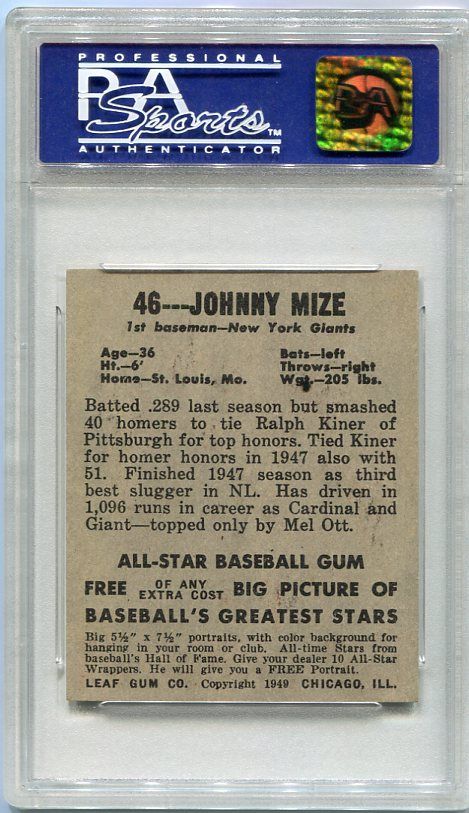 PROFESSIONAL
PSA
Sports™
AUTHENTICATOR
PSA
46---JOHNNY MIZE
1st baseman—New York Giants
Age—36 Bats—left
Ht.—6' Throws—right
Home—St. Louis, Mo. Wgt.—205 lbs.
Batted .289 last season but smashed
40 homers to tie Ralph Kiner of
Pittsburgh for top honors. Tied Kiner
for homer honors in 1947 also with
51. Finished 1947 season as third
best slugger in NL. Has driven in
1,096 runs in career as Cardinal and
Giant—topped only by Mel Ott.
ALL-STAR BASEBALL GUM
FREE OF ANY EXTRA COST BIG PICTURE OF
BASEBALL'S GREATEST STARS
Big 5½" x 7½" portraits, with color background for
hanging in your room or club. All-time Stars from
baseball's Hall of Fame. Give your dealer 10 All-Star
Wrappers. He will give you a FREE Portrait.
LEAF GUM CO. Copyright 1949 CHICAGO, ILL.